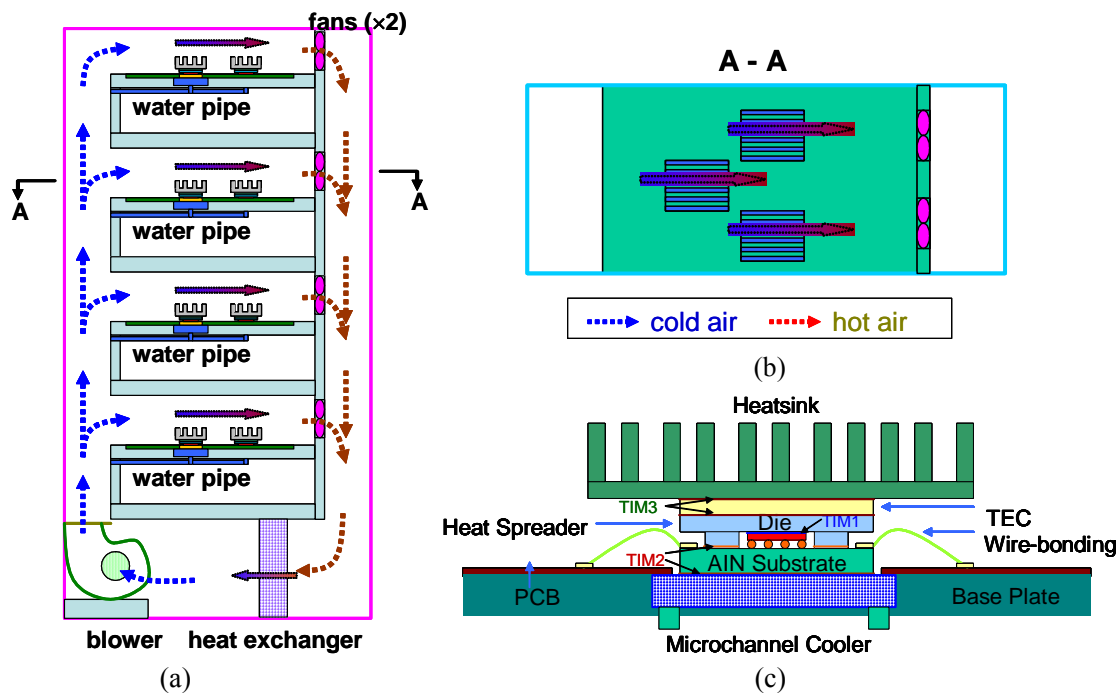 fans (×2)
water pipe
A
A
water pipe
water pipe
water pipe
blower
heat exchanger
(a)
A - A
cold air
hot air
(b)
Heatsink
TIM3
Heat Spreader
Die
TIM1
TEC
Wire-bonding
TIM2
AlN Substrate
PCB
Base Plate
Microchannel Cooler
(c)